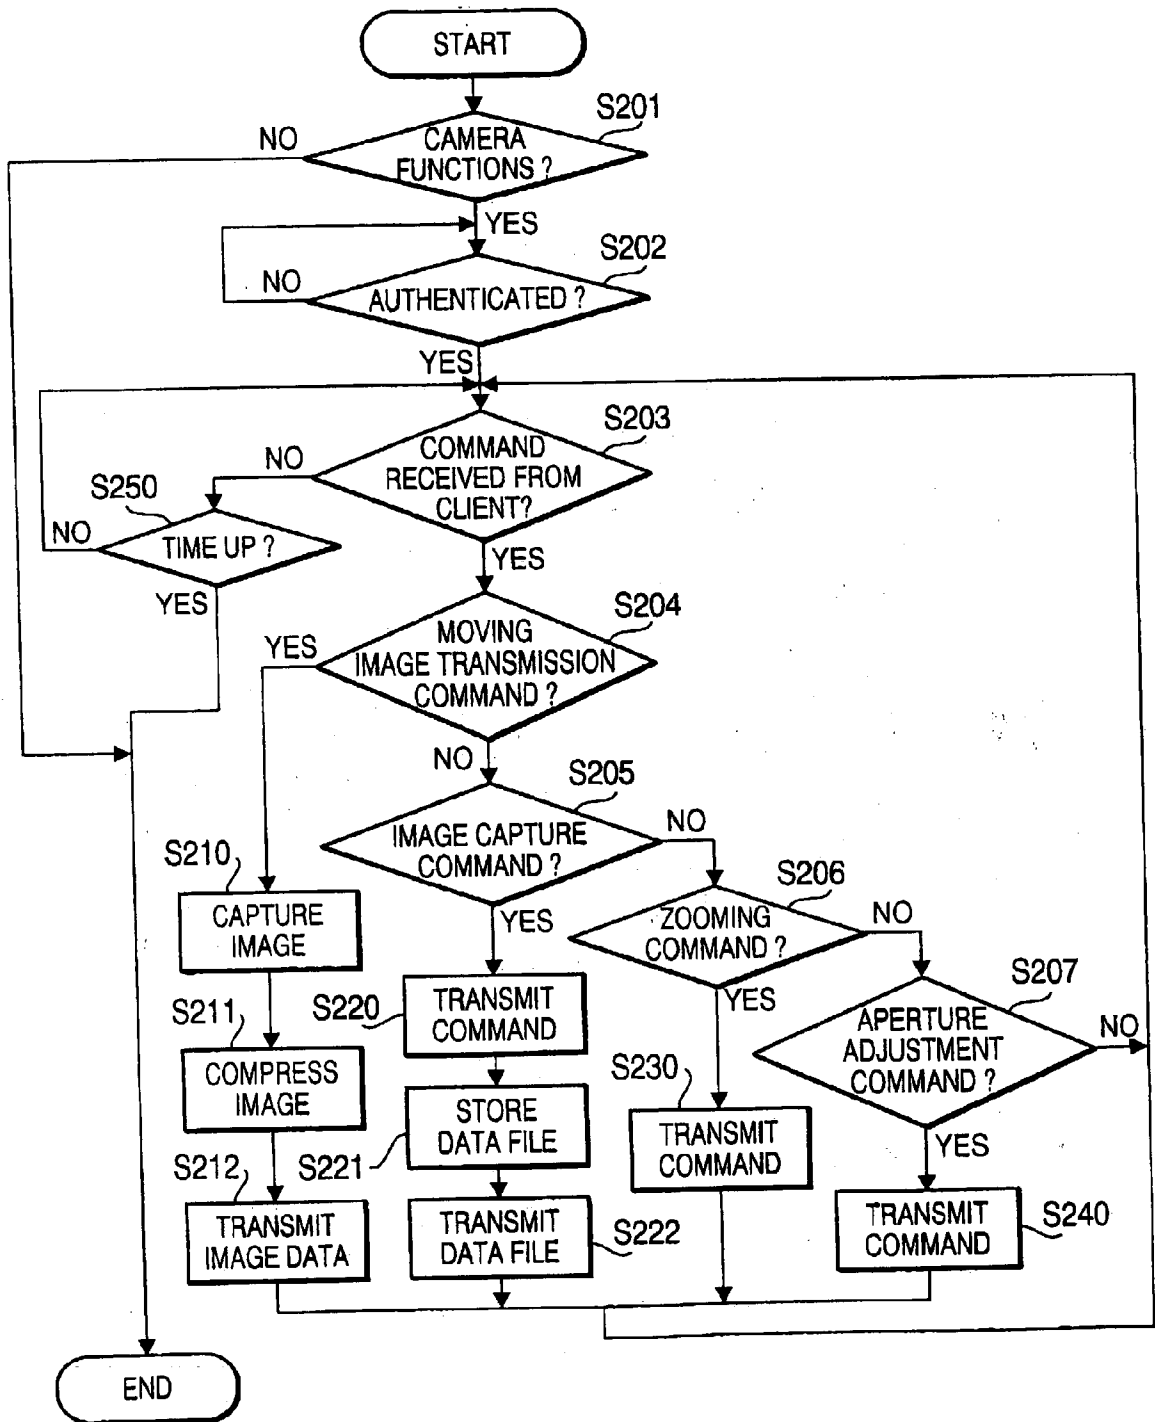 START
S201
NO
CAMERA
FUNCTIONS ?
YES
S202
NO
AUTHENTICATED ?
YES
S203
NO
COMMAND
RECEIVED FROM
CLIENT?
S250
NO
TIME UP ?
YES
YES
S204
YES
MOVING
IMAGE TRANSMISSION
COMMAND ?
NO
S205
IMAGE CAPTURE
COMMAND ?
NO
YES
S206
ZOOMING
COMMAND ?
NO
YES
S207
APERTURE
ADJUSTMENT
COMMAND ?
NO
YES
S210
CAPTURE
IMAGE
S211
COMPRESS
IMAGE
S212
TRANSMIT
IMAGE DATA
S220
TRANSMIT
COMMAND
S221
STORE
DATA FILE
TRANSMIT
DATA FILE
S222
S230
TRANSMIT
COMMAND
TRANSMIT
COMMAND
S240
END